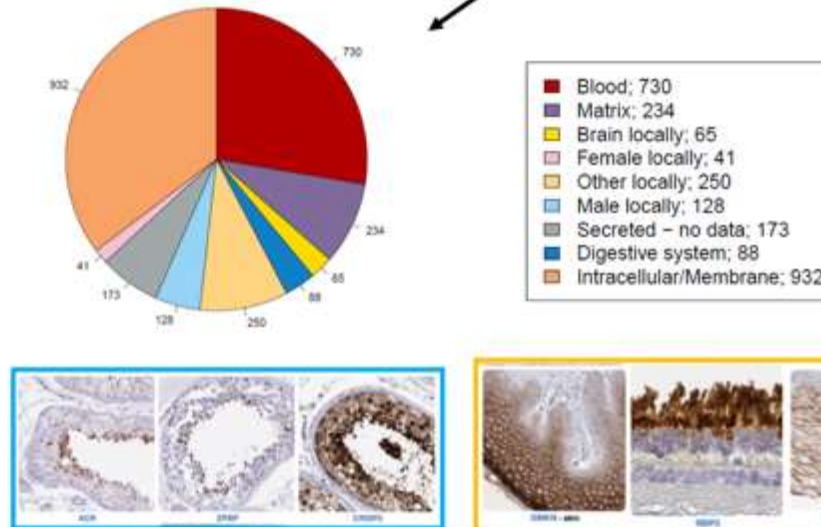 730
932
234
65
88
250
128
173
41
Blood; 730
Matrix; 234
Brain locally; 65
Female locally; 41
Other locally; 250
Male locally; 128
Secreted – no data; 173
Digestive system; 88
Intracellular/Membrane; 932
ACR